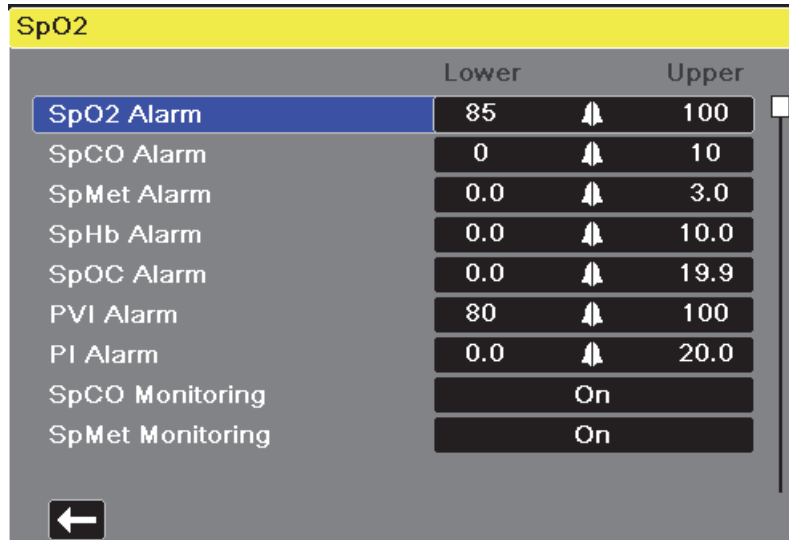 SpO2
Lower Upper
SpO2 Alarm 85 100
SpCO Alarm 0 10
SpMet Alarm 0.0 3.0
SpHb Alarm 0.0 10.0
SpOC Alarm 0.0 19.9
PVI Alarm 80 100
PI Alarm 0.0 20.0
SpCO Monitoring On
SpMet Monitoring On